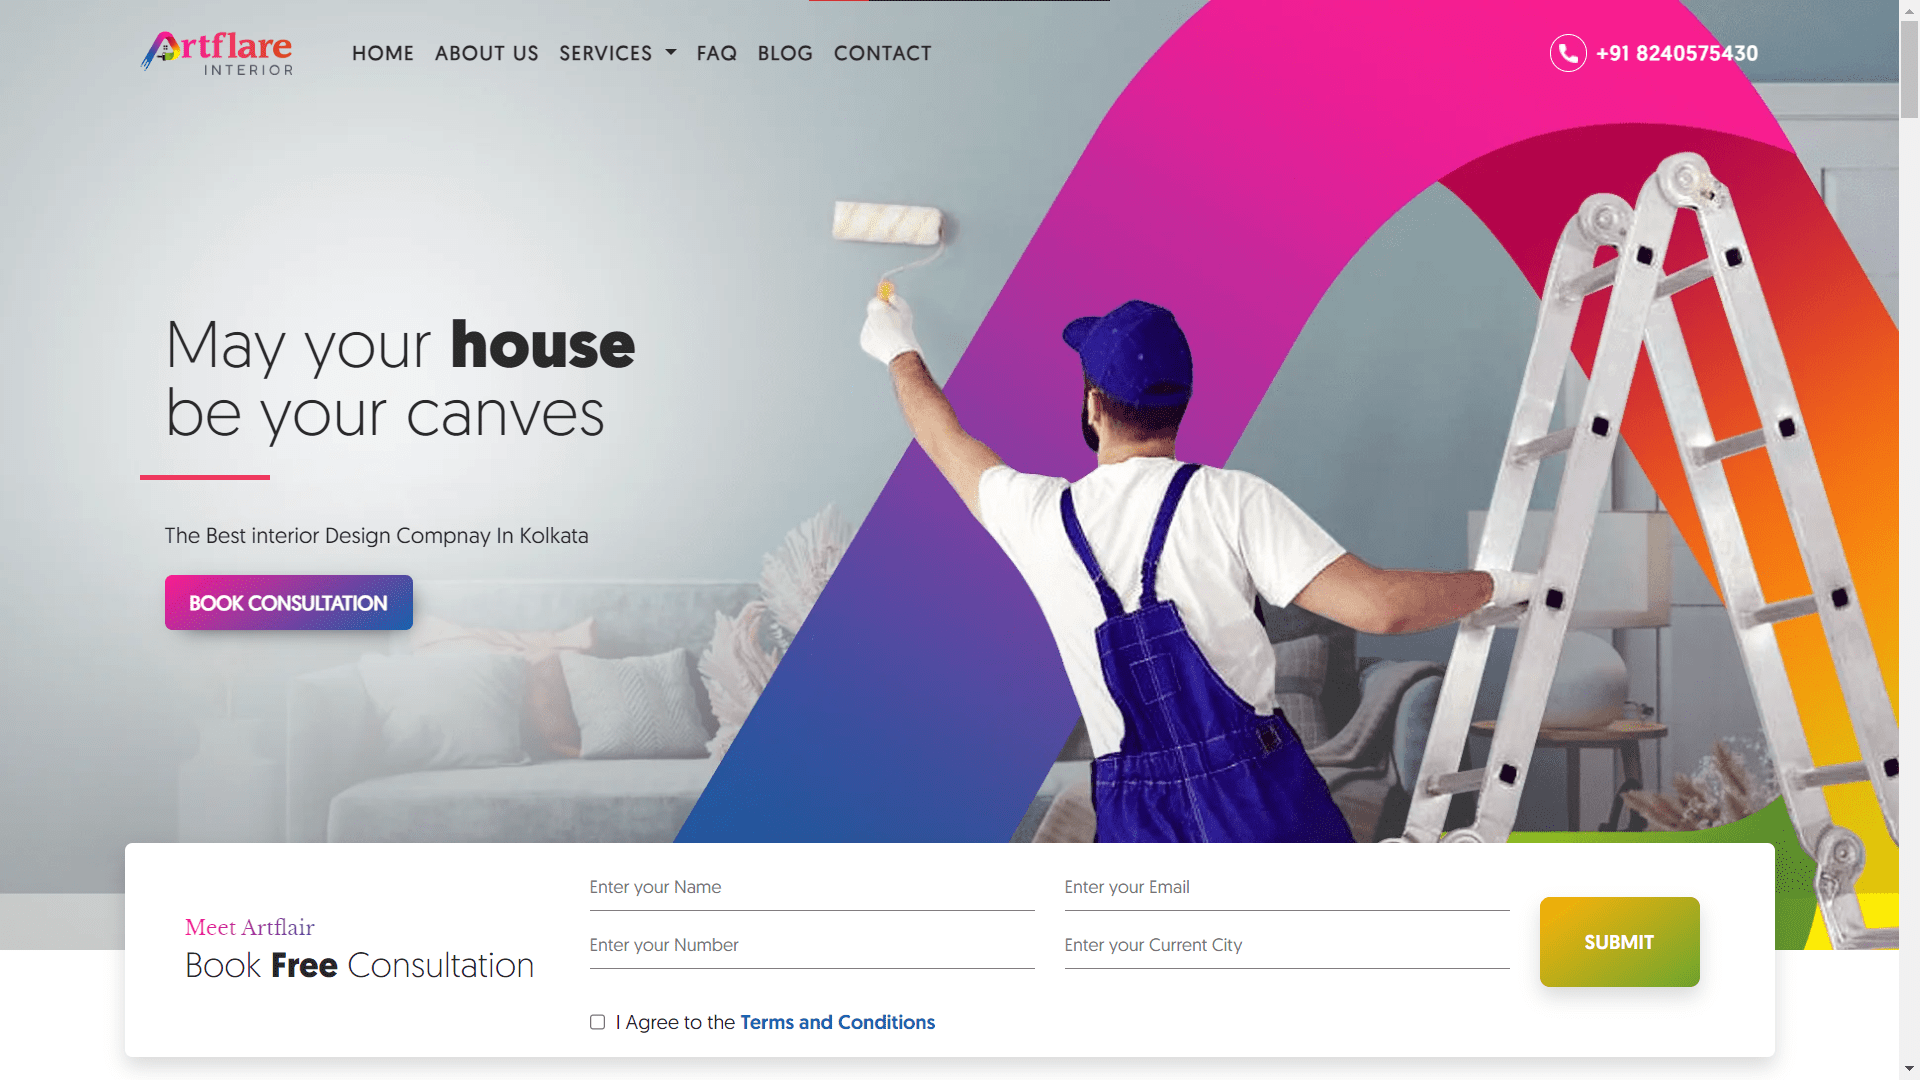 Artflare
INTERIOR
HOME ABOUT US SERVICES FAQ BLOG CONTACT
+91 8240575430
May your house
be your canves
The Best interior Design Compnay In Kolkata
BOOK CONSULTATION
Meet Artflair
Book Free Consultation
Enter your Name
Enter your Email
Enter your Number
Enter your Current City
I Agree to the Terms and Conditions
SUBMIT